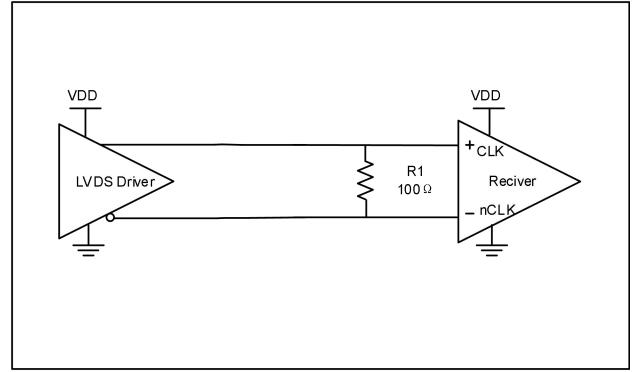 VDD
VDD
LVDS Driver
+ CLK
R1
100 Ω
Reciver
− nCLK